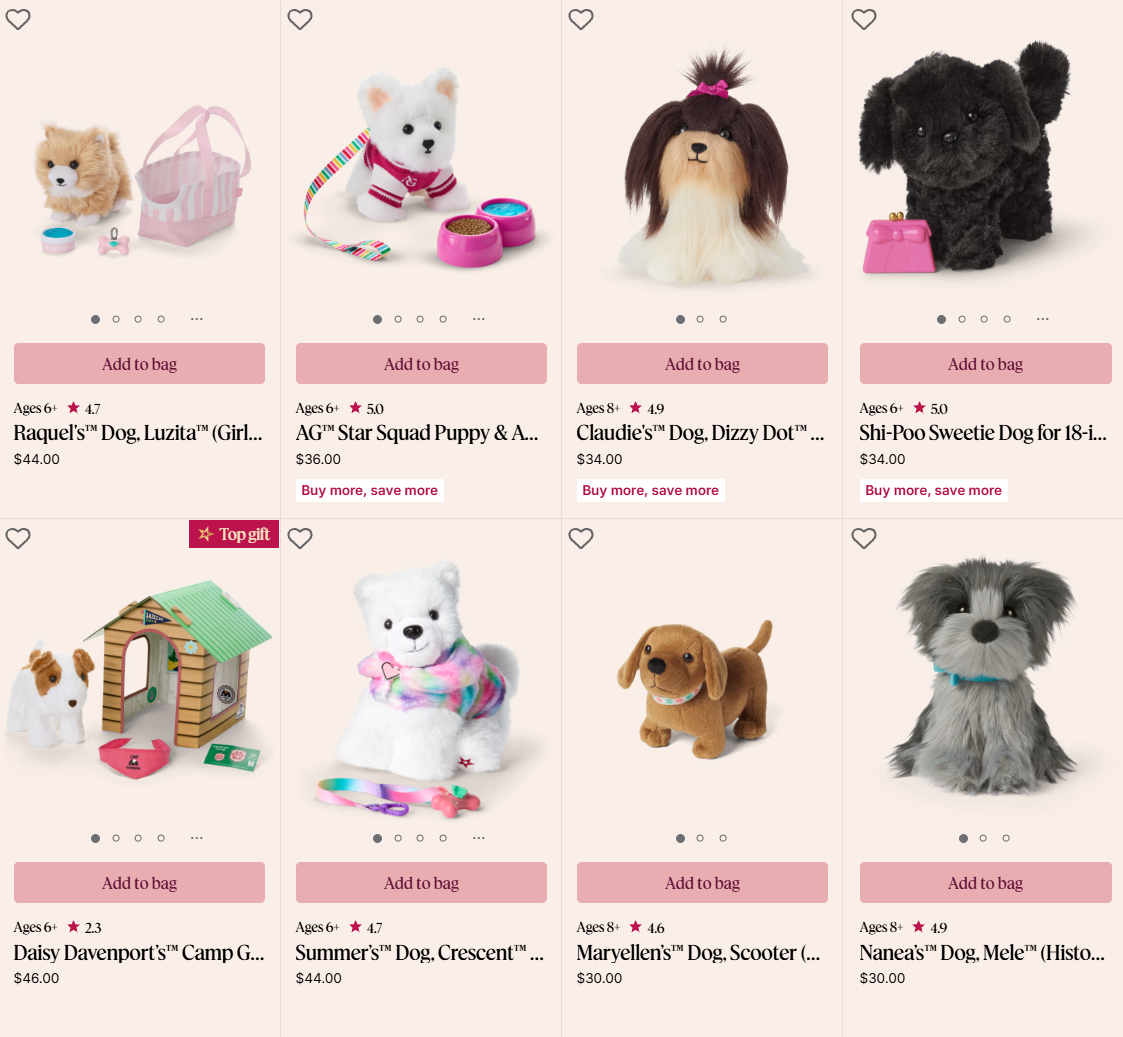 Add to bag
Add to bag
Add to bag
Add to bag
Ages 6+ 4.7
Ages 6+ 5.0
Ages 8+ 4.9
Ages 6+ 5.0
Raquel's™ Dog, Luzita™ (Girl...
AG™ Star Squad Puppy & A...
Claudie's™ Dog, Dizzy Dot™ ...
Shi-Poo Sweetie Dog for 18-i...
$44.00
$36.00
$34.00
$34.00
Buy more, save more
Buy more, save more
Buy more, save more
Top gift
Add to bag
Add to bag
Add to bag
Add to bag
Ages 6+ 2.3
Ages 6+ 4.7
Ages 8+ 4.6
Ages 8+ 4.9
Daisy Davenport’s™ Camp G...
Summer’s™ Dog, Crescent™ ...
Maryellen’s™ Dog, Scooter (...
Nanea’s™ Dog, Mele™ (Histo...
$46.00
$44.00
$30.00
$30.00